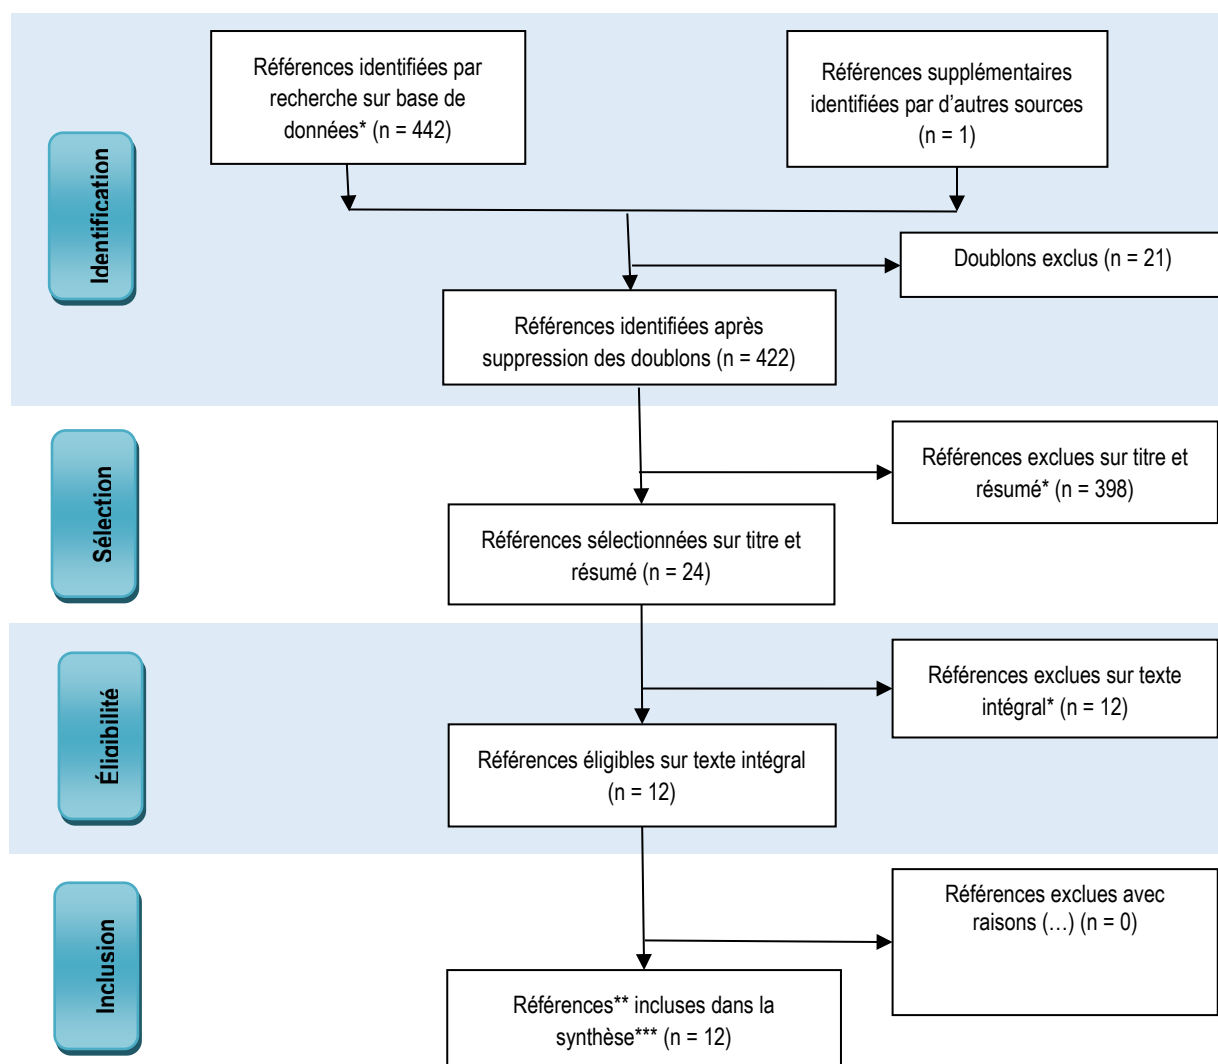 Références identifiées par
recherche sur base de
données* (n = 442)
Références supplémentaires
identifiées par d’autres sources
(n = 1)
Identification
Doublons exclus (n = 21)
Références identifiées après
suppression des doublons (n = 422)
Sélection
Références exclues sur titre et
résumé* (n = 398)
Références sélectionnées sur titre et
résumé (n = 24)
Éligibilité
Références exclues sur texte
intégral* (n = 12)
Références éligibles sur texte intégral
(n = 12)
Inclusion
Références exclues avec
raisons (…) (n = 0)
Références** incluses dans la
synthèse*** (n = 12)